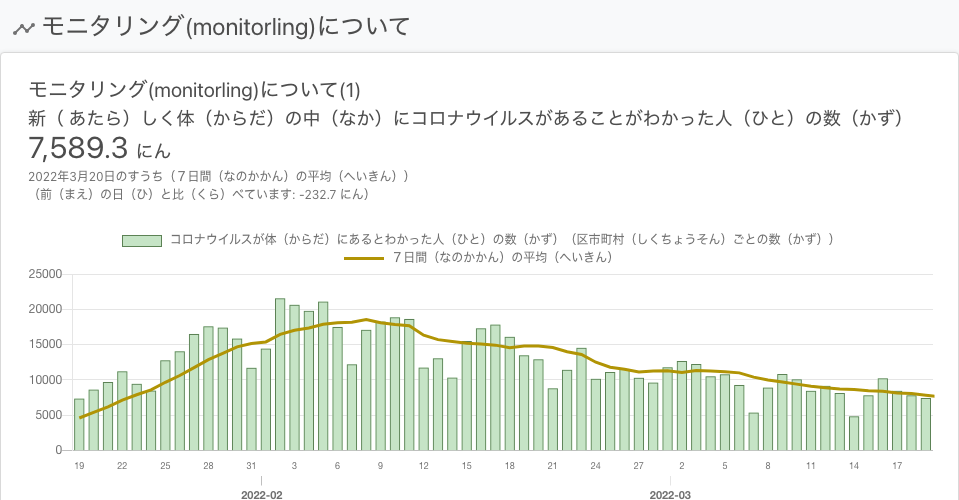 モニタリング(monitorling)について
モニタリング(monitorling)について(1)
新（ あたら）しく体（からだ）の中（なか）にコロナウイルスがあることがわかった人（ひと）の数（かず）
7,589.3 にん
2022年3月20日のすうち（７日間（なのかかん）の平均（へいきん））
（前（まえ）の日（ひ）と比（くら）べています: -232.7 にん）
コロナウイルスが体（からだ）にあるとわかった人（ひと）の数（かず）（区市町村（しくちょうそん）ごとの数（かず））
７日間（なのかかん）の平均（へいきん）
25000
20000
15000
10000
5000
0
19 22 25 28 31 3 6 9 12 15 18 21 24 27 2 5 8 11 14 17
2022-02 2022-03